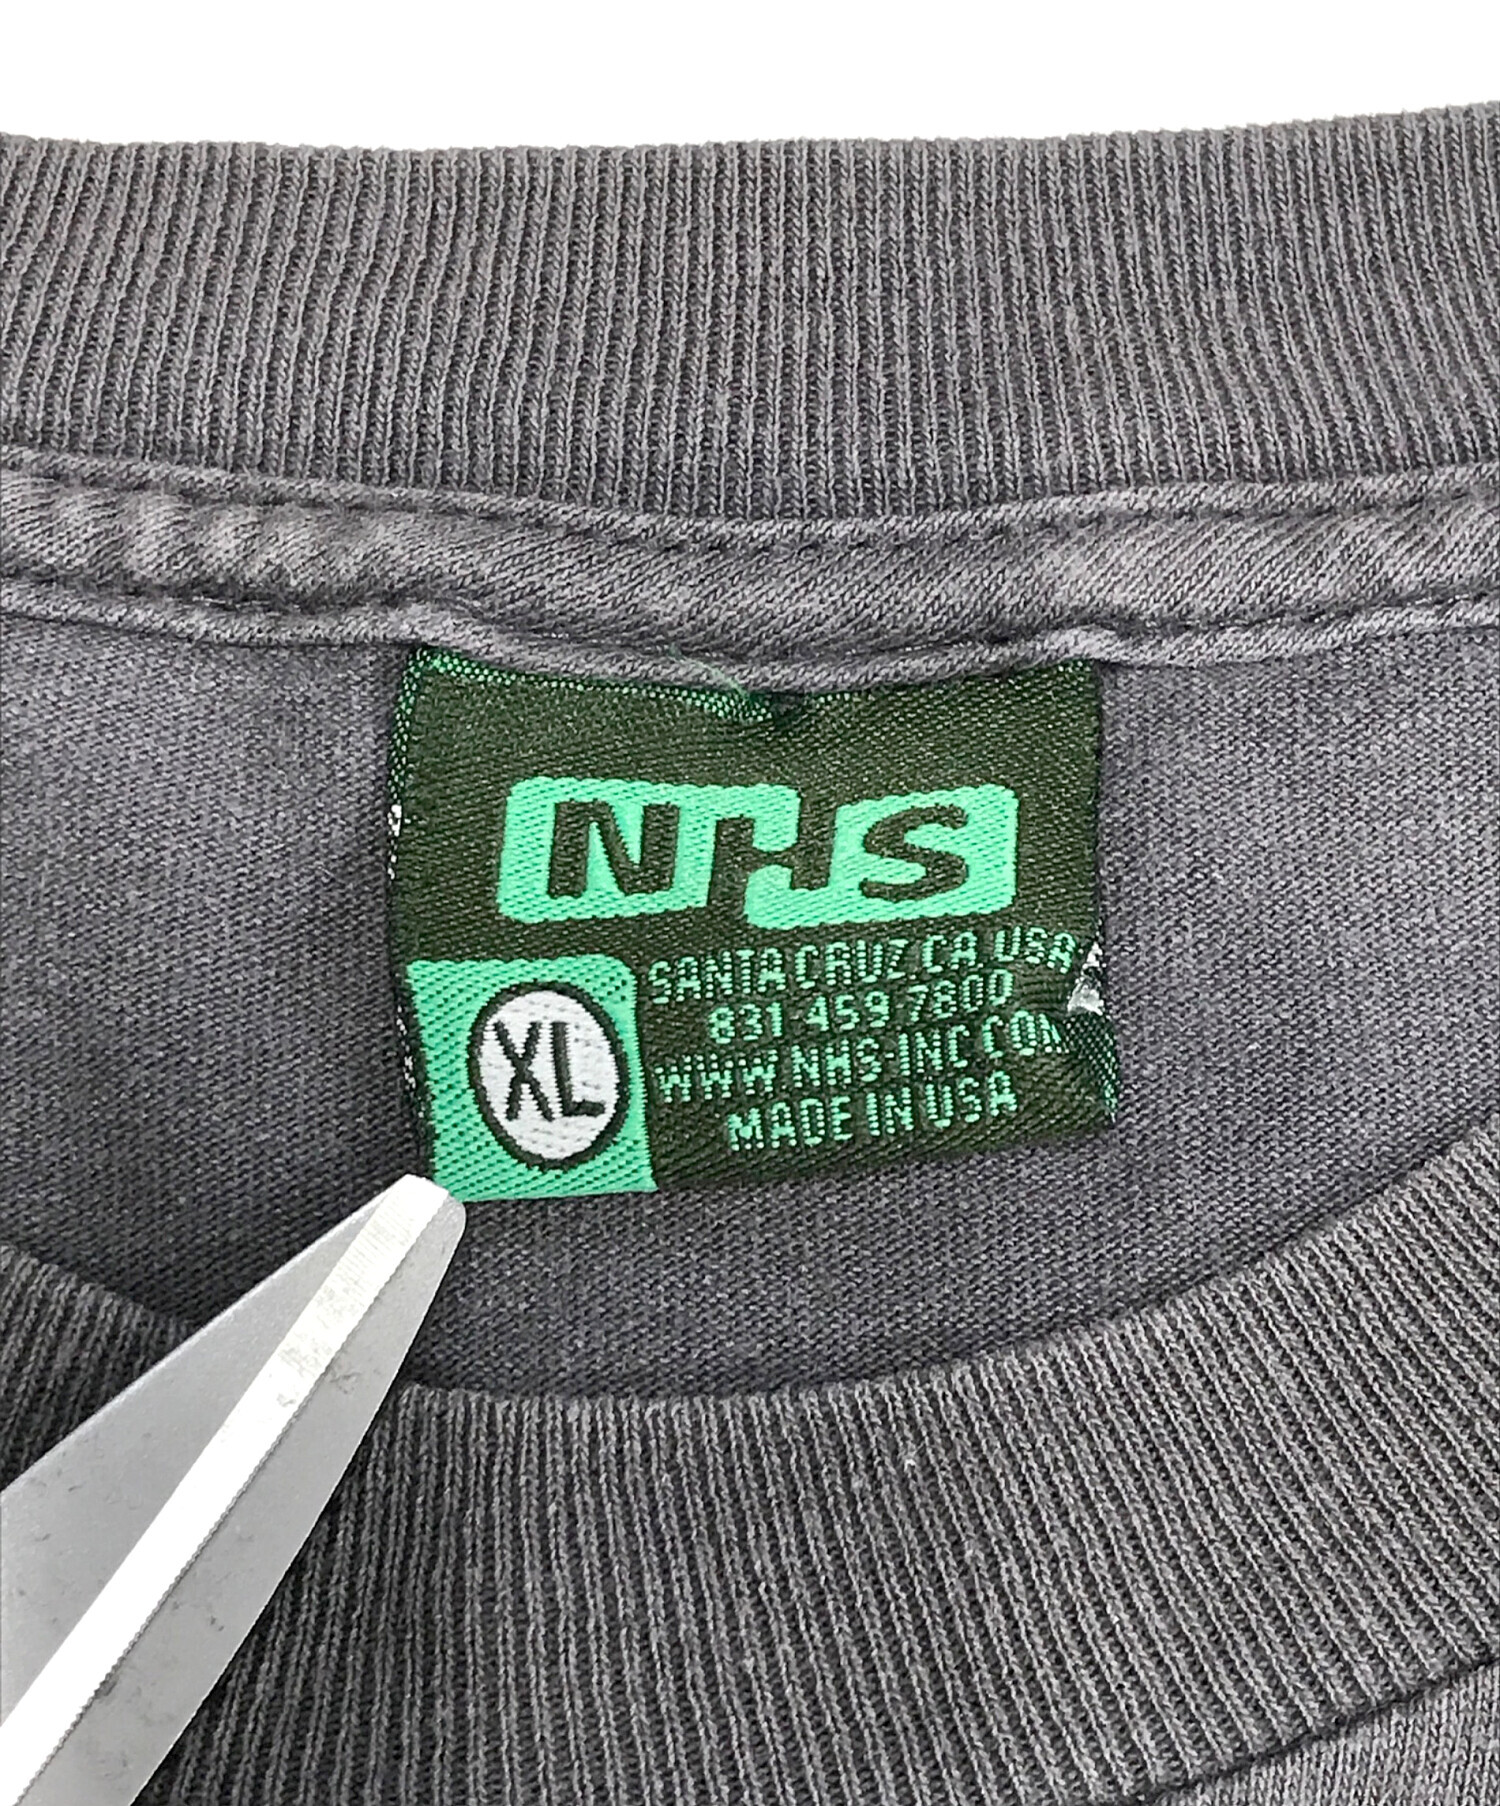 NHS
SANTA CRUZ, CA USA
831-459-7800
WWW.NHS-INC.COM
MADE IN USA
XL